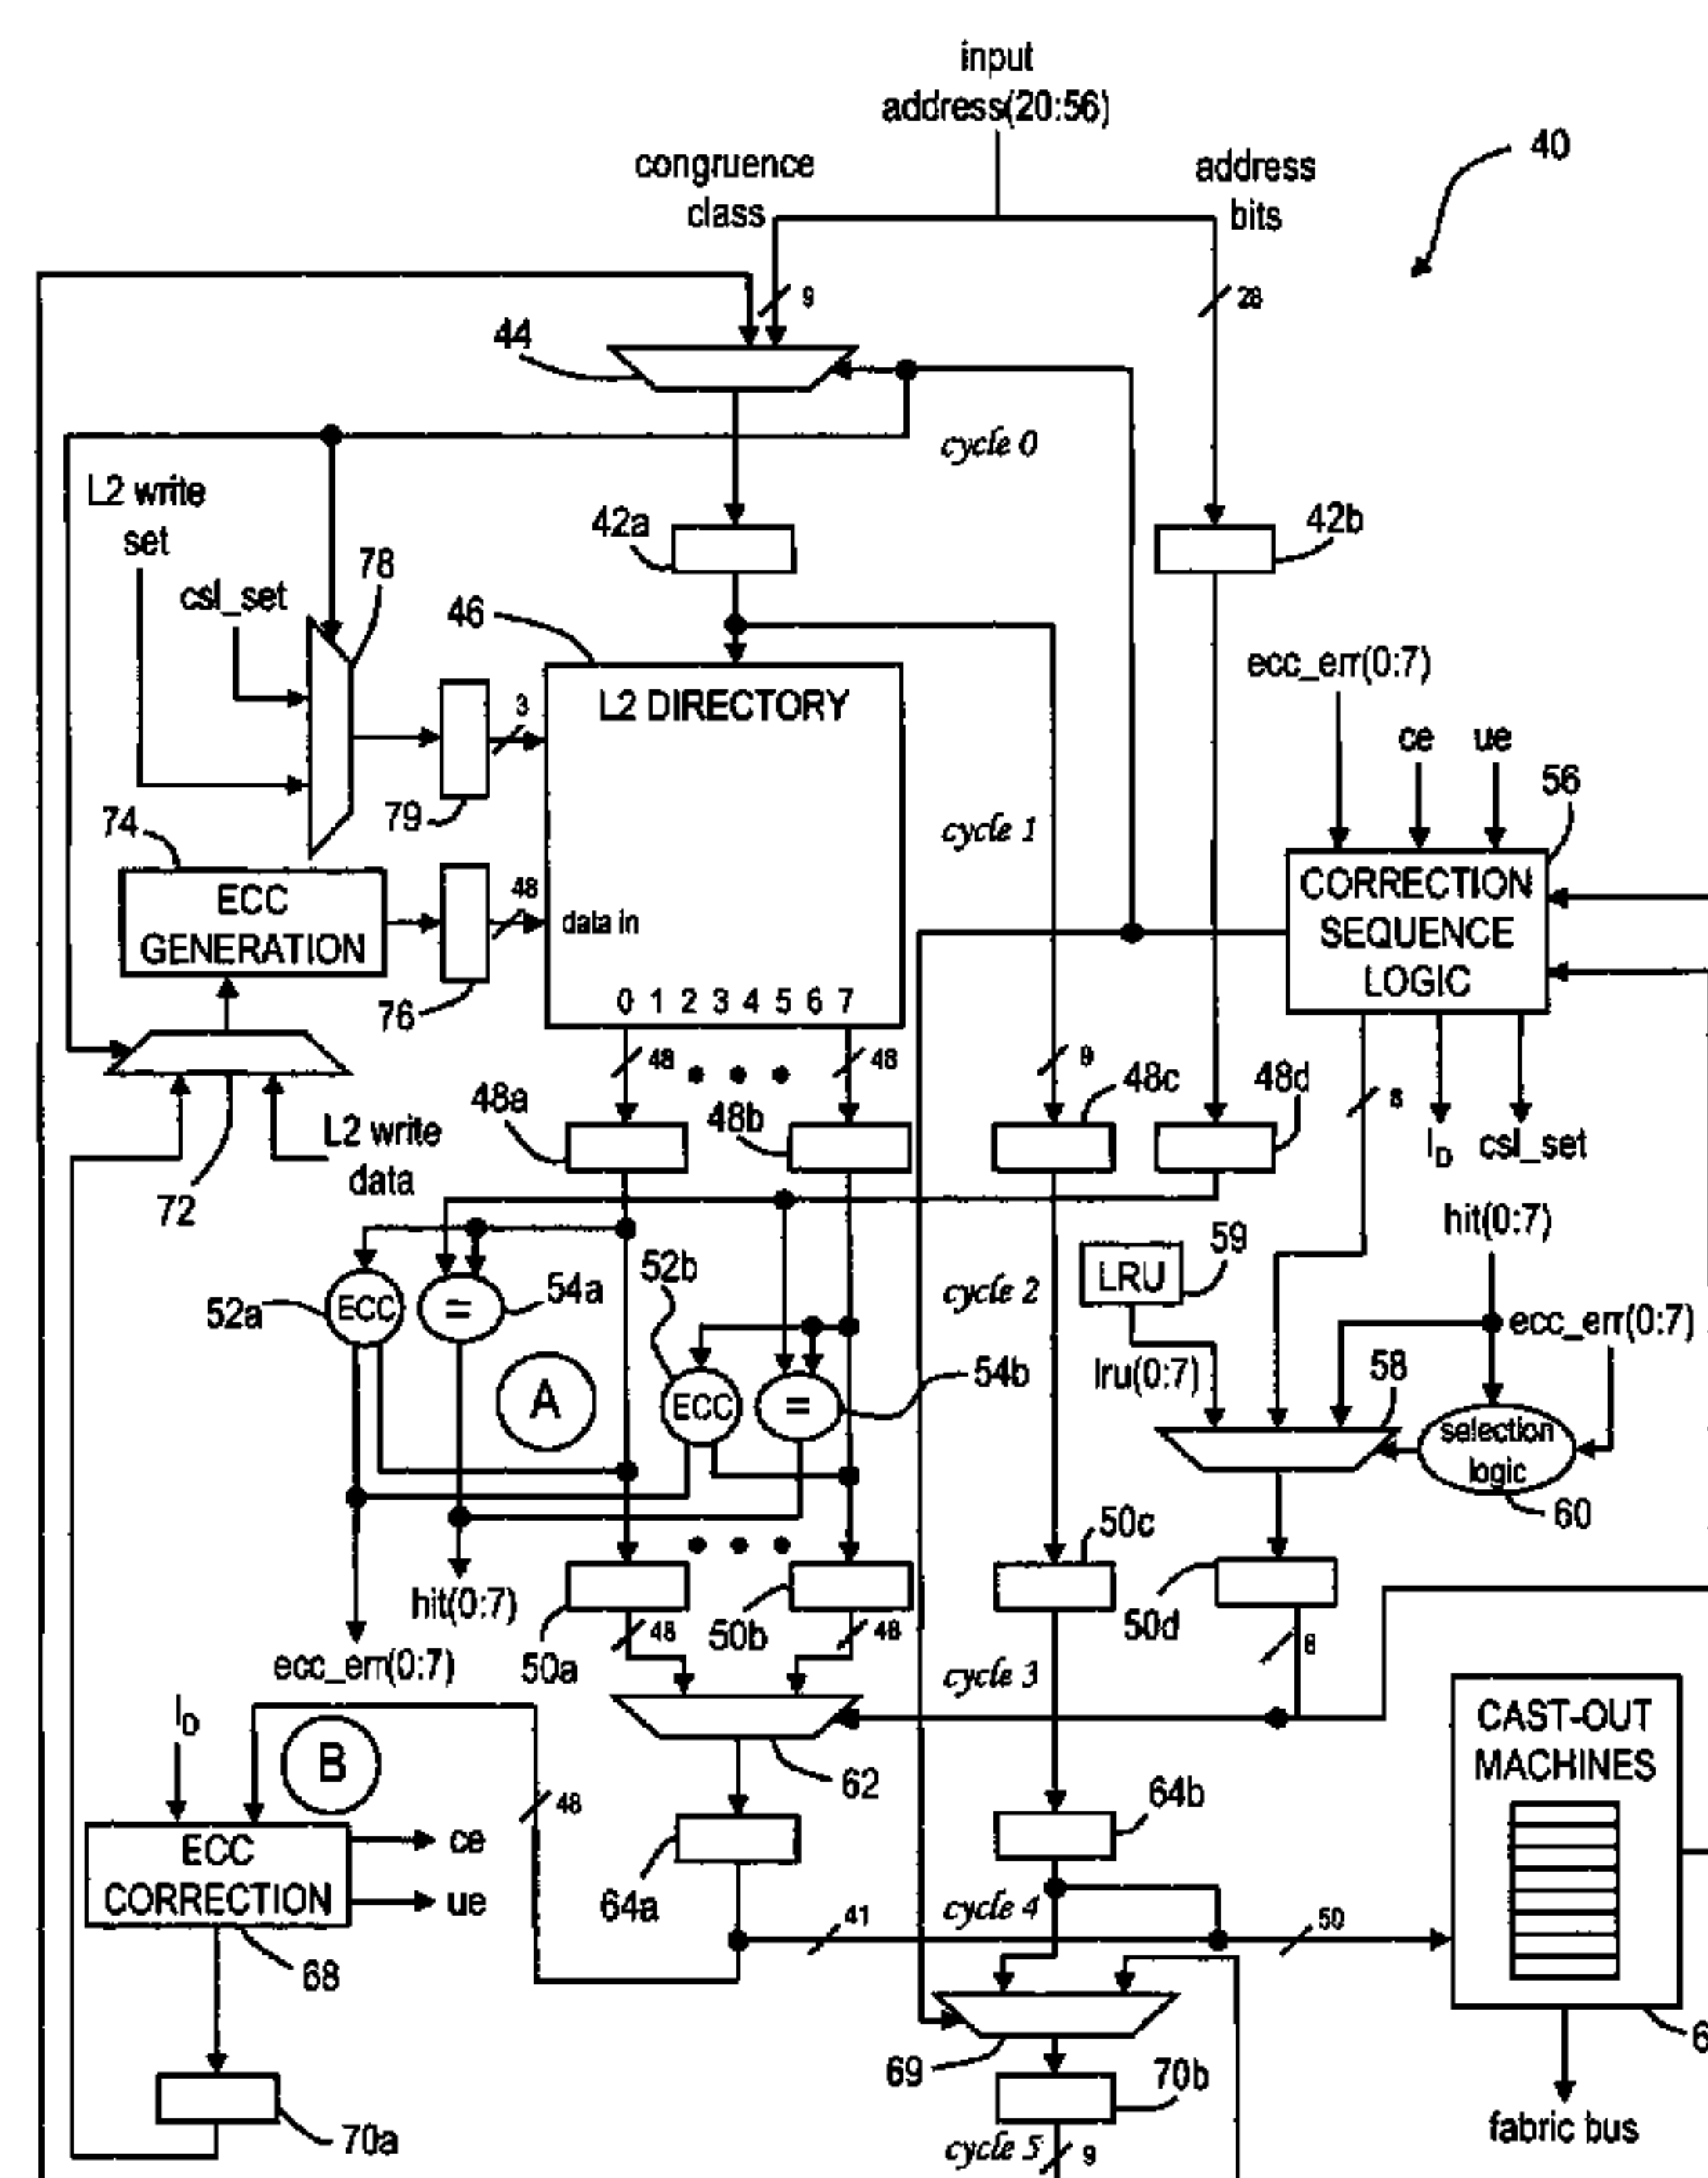 input
address(20:56)
congruence
class
address
bits
40
9
28
44
cycle 0
L2 write
set
42a
42b
csl_set
78
46
ecc_err(0:7)
L2 DIRECTORY
3
ce
ue
56
79
74
cycle 1
ECC
GENERATION
48
data in
CORRECTION
SEQUENCE
LOGIC
76
0 1 2 3 4 5 6 7
48
48
9
48a
48b
48c
48d
8
L2 write
data
I_D
csl_set
72
hit(0:7)
59
LRU
52a
ECC
=
54a
52b
cycle 2
ecc_err(0:7)
A
ECC
=
54b
lru(0:7)
58
selection
logic
60
50c
hit(0:7)
50a
48
50b
48
50d
8
ecc_err(0:7)
cycle 3
I_D
B
CAST-OUT
MACHINES
62
48
64b
ECC
CORRECTION
ce
ue
64a
cycle 4
41
50
68
69
70b
70a
cycle 5
9
fabric bus